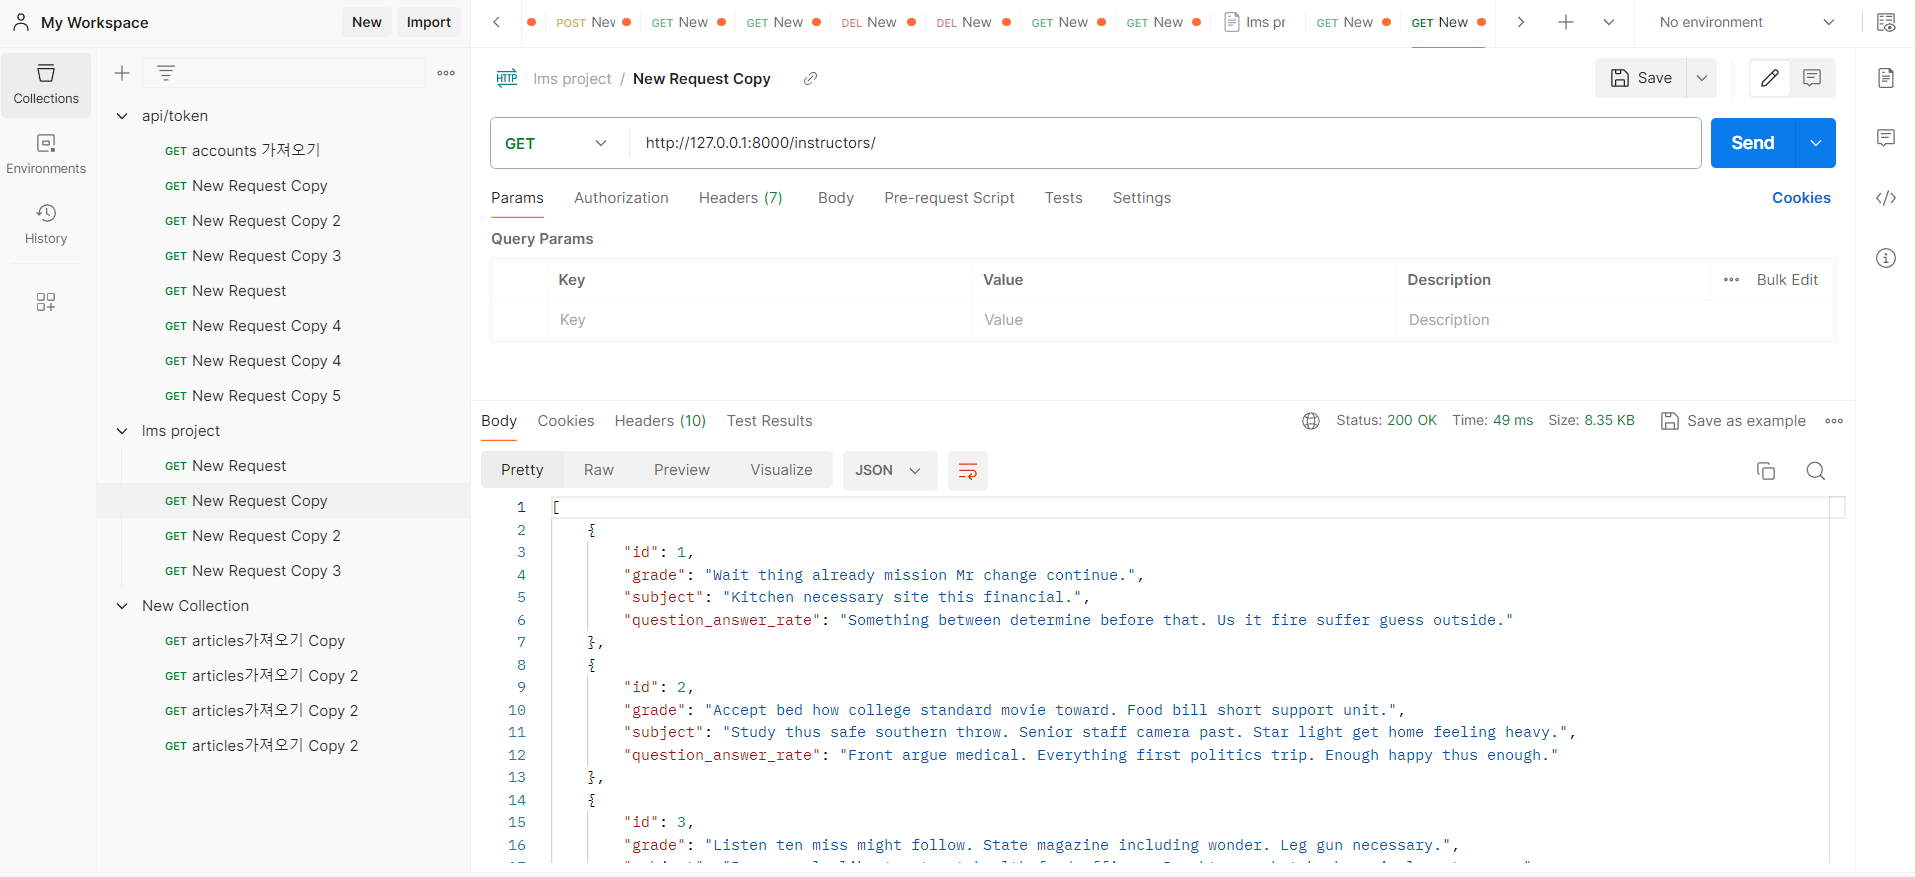 My Workspace New Import
POST New GET New GET New DEL New DEL New GET New GET New lms pr GET New GET New No environment
Collections
Environments
History
api/token
GET accounts 가져오기
GET New Request Copy
GET New Request Copy 2
GET New Request Copy 3
GET New Request
GET New Request Copy 4
GET New Request Copy 4
GET New Request Copy 5
lms project
GET New Request
GET New Request Copy
GET New Request Copy 2
GET New Request Copy 3
New Collection
GET articles가져오기 Copy
GET articles가져오기 Copy 2
GET articles가져오기 Copy 2
GET articles가져오기 Copy 2
HTTP lms project / New Request Copy Save
GET http://127.0.0.1:8000/instructors/ Send
Params Authorization Headers (7) Body Pre-request Script Tests Settings Cookies
Query Params
Key Value Description Bulk Edit
Key Value Description
Body Cookies Headers (10) Test Results Status: 200 OK Time: 49 ms Size: 8.35 KB Save as example
Pretty Raw Preview Visualize JSON
1 [
2 {
3 "id": 1,
4 "grade": "Wait thing already mission Mr change continue.",
5 "subject": "Kitchen necessary site this financial.",
6 "question_answer_rate": "Something between determine before that. Us it fire suffer guess outside."
7 },
8 {
9 "id": 2,
10 "grade": "Accept bed how college standard movie toward. Food bill short support unit.",
11 "subject": "Study thus safe southern throw. Senior staff camera past. Star light get home feeling heavy.",
12 "question_answer_rate": "Front argue medical. Everything first politics trip. Enough happy thus enough."
13 },
14 {
15 "id": 3,
16 "grade": "Listen ten miss might follow. State magazine including wonder. Leg gun necessary.",